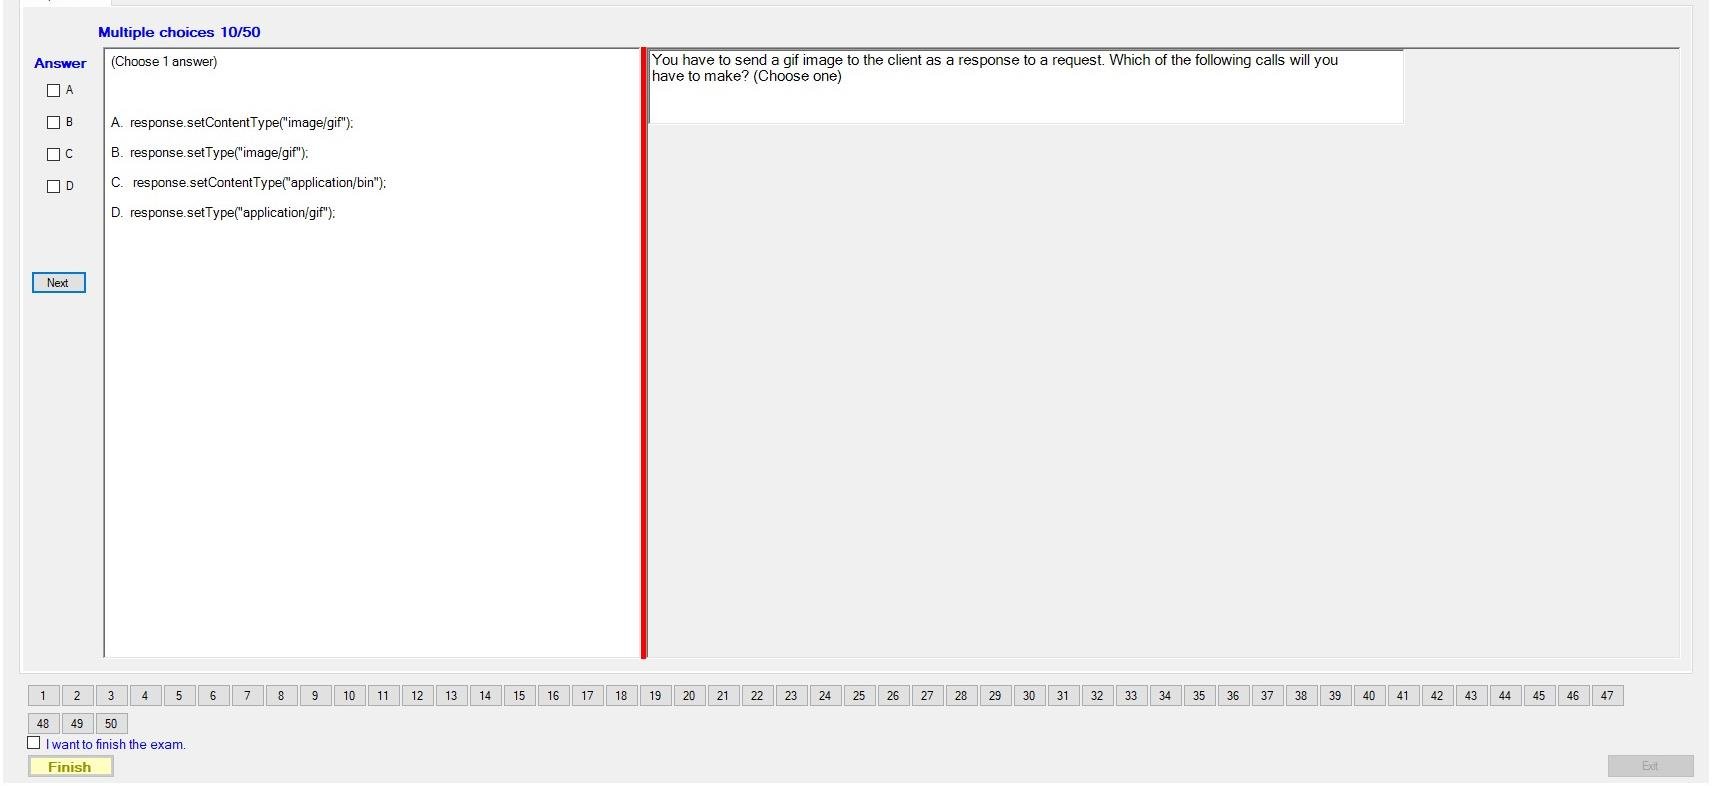 Multiple choices 10/50
Answer
A
B
C
D
Next
(Choose 1 answer)
A. response.setContentType("image/gif");
B. response.setType("image/gif");
C. response.setContentType("application/bin");
D. response.setType("application/gif");
You have to send a gif image to the client as a response to a request. Which of the following calls will you
have to make? (Choose one)
1 2 3 4 5 6 7 8 9 10 11 12 13 14 15 16 17 18 19 20 21 22 23 24 25 26 27 28 29 30 31 32 33 34 35 36 37 38 39 40 41 42 43 44 45 46 47
48 49 50
I want to finish the exam.
Finish
Exit